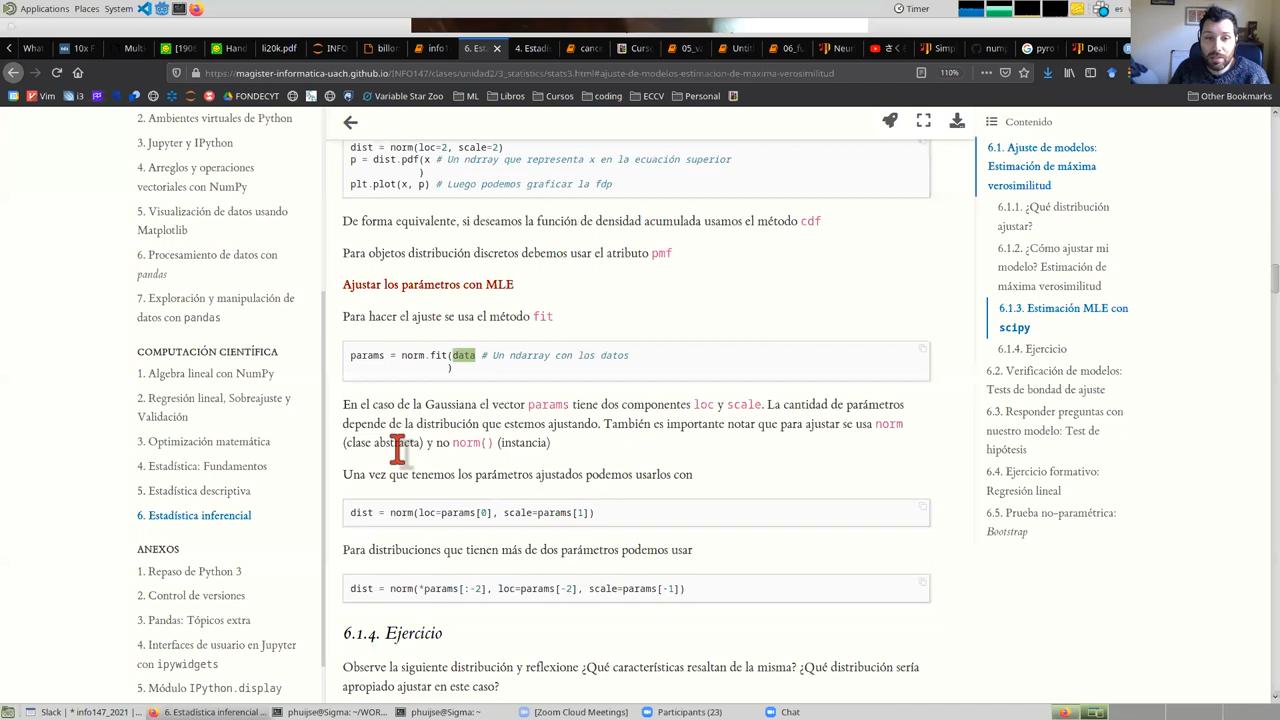 Applications Places System Timer
What 10x F Multi [1906 Hand li20k.pdf INFO billor info1 6. Esta 4. Estadi cance Curso 05_va Untit 06_fu Neur Si num pyro Deali
https://magister-informatica-uach.github.io/INFO147/clases/unidad2/3_statistics/stats3.html#ajuste-de-modelos-estimacion-de-maxima-verosimilitud 110%
Vim i3 FONDECYT Variable Star Zoo ML Libros Cursos coding ECCV Personal Other Bookmarks
2. Ambientes virtuales de Python
3. Jupyter y IPython
4. Arreglos y operaciones
vectoriales con NumPy
5. Visualización de datos usando
Matplotlib
6. Procesamiento de datos con
pandas
7. Exploración y manipulación de
datos con pandas
COMPUTACIÓN CIENTÍFICA
1. Algebra lineal con NumPy
2. Regresión lineal, Sobreajuste y
Validación
3. Optimización matemática
4. Estadística: Fundamentos
5. Estadística descriptiva
6. Estadística inferencial
ANEXOS
1. Repaso de Python 3
2. Control de versiones
3. Pandas: Tópicos extra
4. Interfaces de usuario en Jupyter
con ipywidgets
5. Módulo IPython.display
dist = norm(loc=2, scale=2)
p = dist.pdf(x # Un ndrray que representa x en la ecuación superior
)
plt.plot(x, p) # Luego podemos graficar la fdp
De forma equivalente, si deseamos la función de densidad acumulada usamos el método cdf
Para objetos distribución discretos debemos usar el atributo pmf
Ajustar los parámetros con MLE
Para hacer el ajuste se usa el método fit
params = norm.fit(data # Un ndarray con los datos
)
En el caso de la Gaussiana el vector params tiene dos componentes loc y scale. La cantidad de parámetros
depende de la distribución que estemos ajustando. También es importante notar que para ajustar se usa norm
(clase abstracta) y no norm() (instancia)
Una vez que tenemos los parámetros ajustados podemos usarlos con
dist = norm(loc=params[0], scale=params[1])
Para distribuciones que tienen más de dos parámetros podemos usar
dist = norm(*params[:-2], loc=params[-2], scale=params[-1])
6.1.4. Ejercicio
Observe la siguiente distribución y reflexione ¿Qué características resaltan de la misma? ¿Qué distribución sería
apropiado ajustar en este caso?
Contenido
6.1. Ajuste de modelos:
Estimación de máxima
verosimilitud
6.1.1. ¿Qué distribución
ajustar?
6.1.2. ¿Cómo ajustar mi
modelo? Estimación de
máxima verosimilitud
6.1.3. Estimación MLE con
scipy
6.1.4. Ejercicio
6.2. Verificación de modelos:
Tests de bondad de ajuste
6.3. Responder preguntas con
nuestro modelo: Test de
hipótesis
6.4. Ejercicio formativo:
Regresión lineal
6.5. Prueba no-paramétrica:
Bootstrap
Slack | info147_2021 | ... 6. Estadística inferencial ... phuijse@Sigma: ~/WOR... phuijse@Sigma: ~ [Zoom Cloud Meetings] Participants (23) Chat